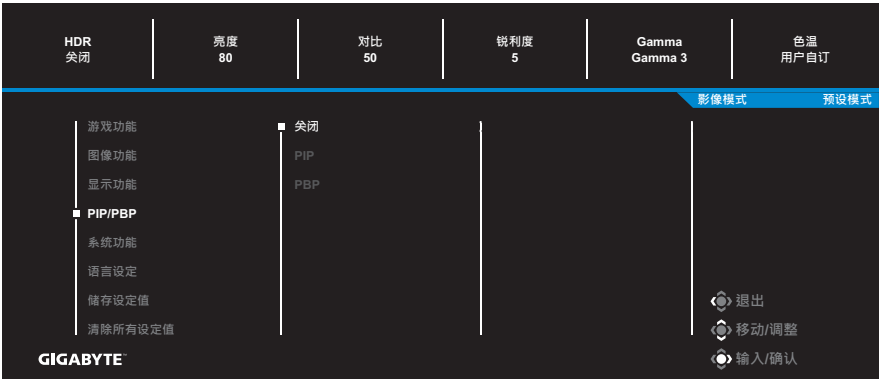 HDR 亮度 对比 锐利度 Gamma 色温
关闭 80 50 5 Gamma 3 用户自订
影像模式 预设模式
游戏功能 关闭
图像功能 PIP
显示功能 PBP
PIP/PBP
系统功能
语言设定
储存设定值 退出
清除所有设定值 移动/调整
GIGABYTE™ 输入/确认